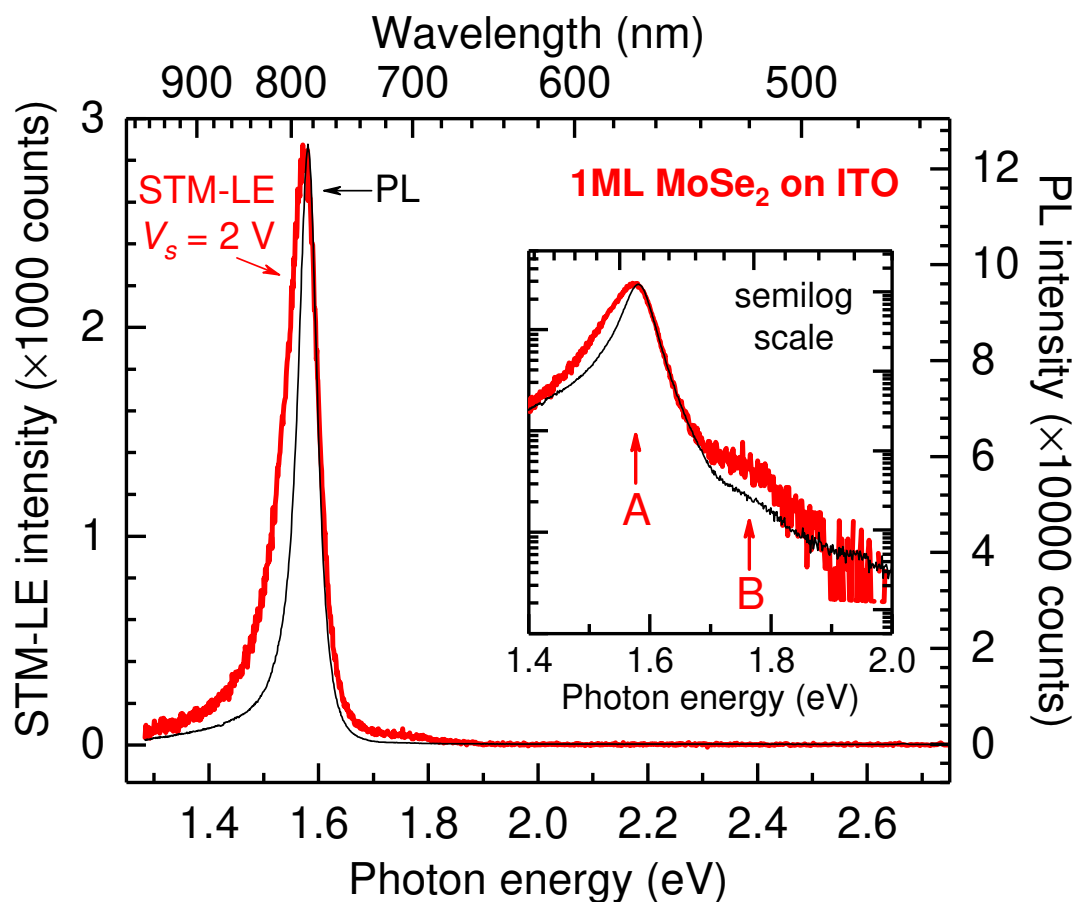 Wavelength (nm)
900 800 700 600 500
STM-LE intensity (×1000 counts)
3
2
1
0
STM-LE
Vₛ = 2 V
PL
1ML MoSe₂ on ITO
semilog
scale
A
B
1.4 1.6 1.8 2.0
Photon energy (eV)
12
10
8
6
4
2
0
PL intensity (×10000 counts)
1.4 1.6 1.8 2.0 2.2 2.4 2.6
Photon energy (eV)